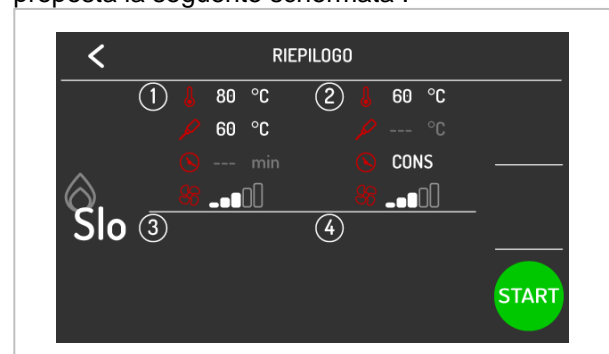 proposta la seguente schermata :
RIEPILOGO
1 80 °C 2 60 °C
60 °C --- °C
--- min CONS
Slo 3 4
START